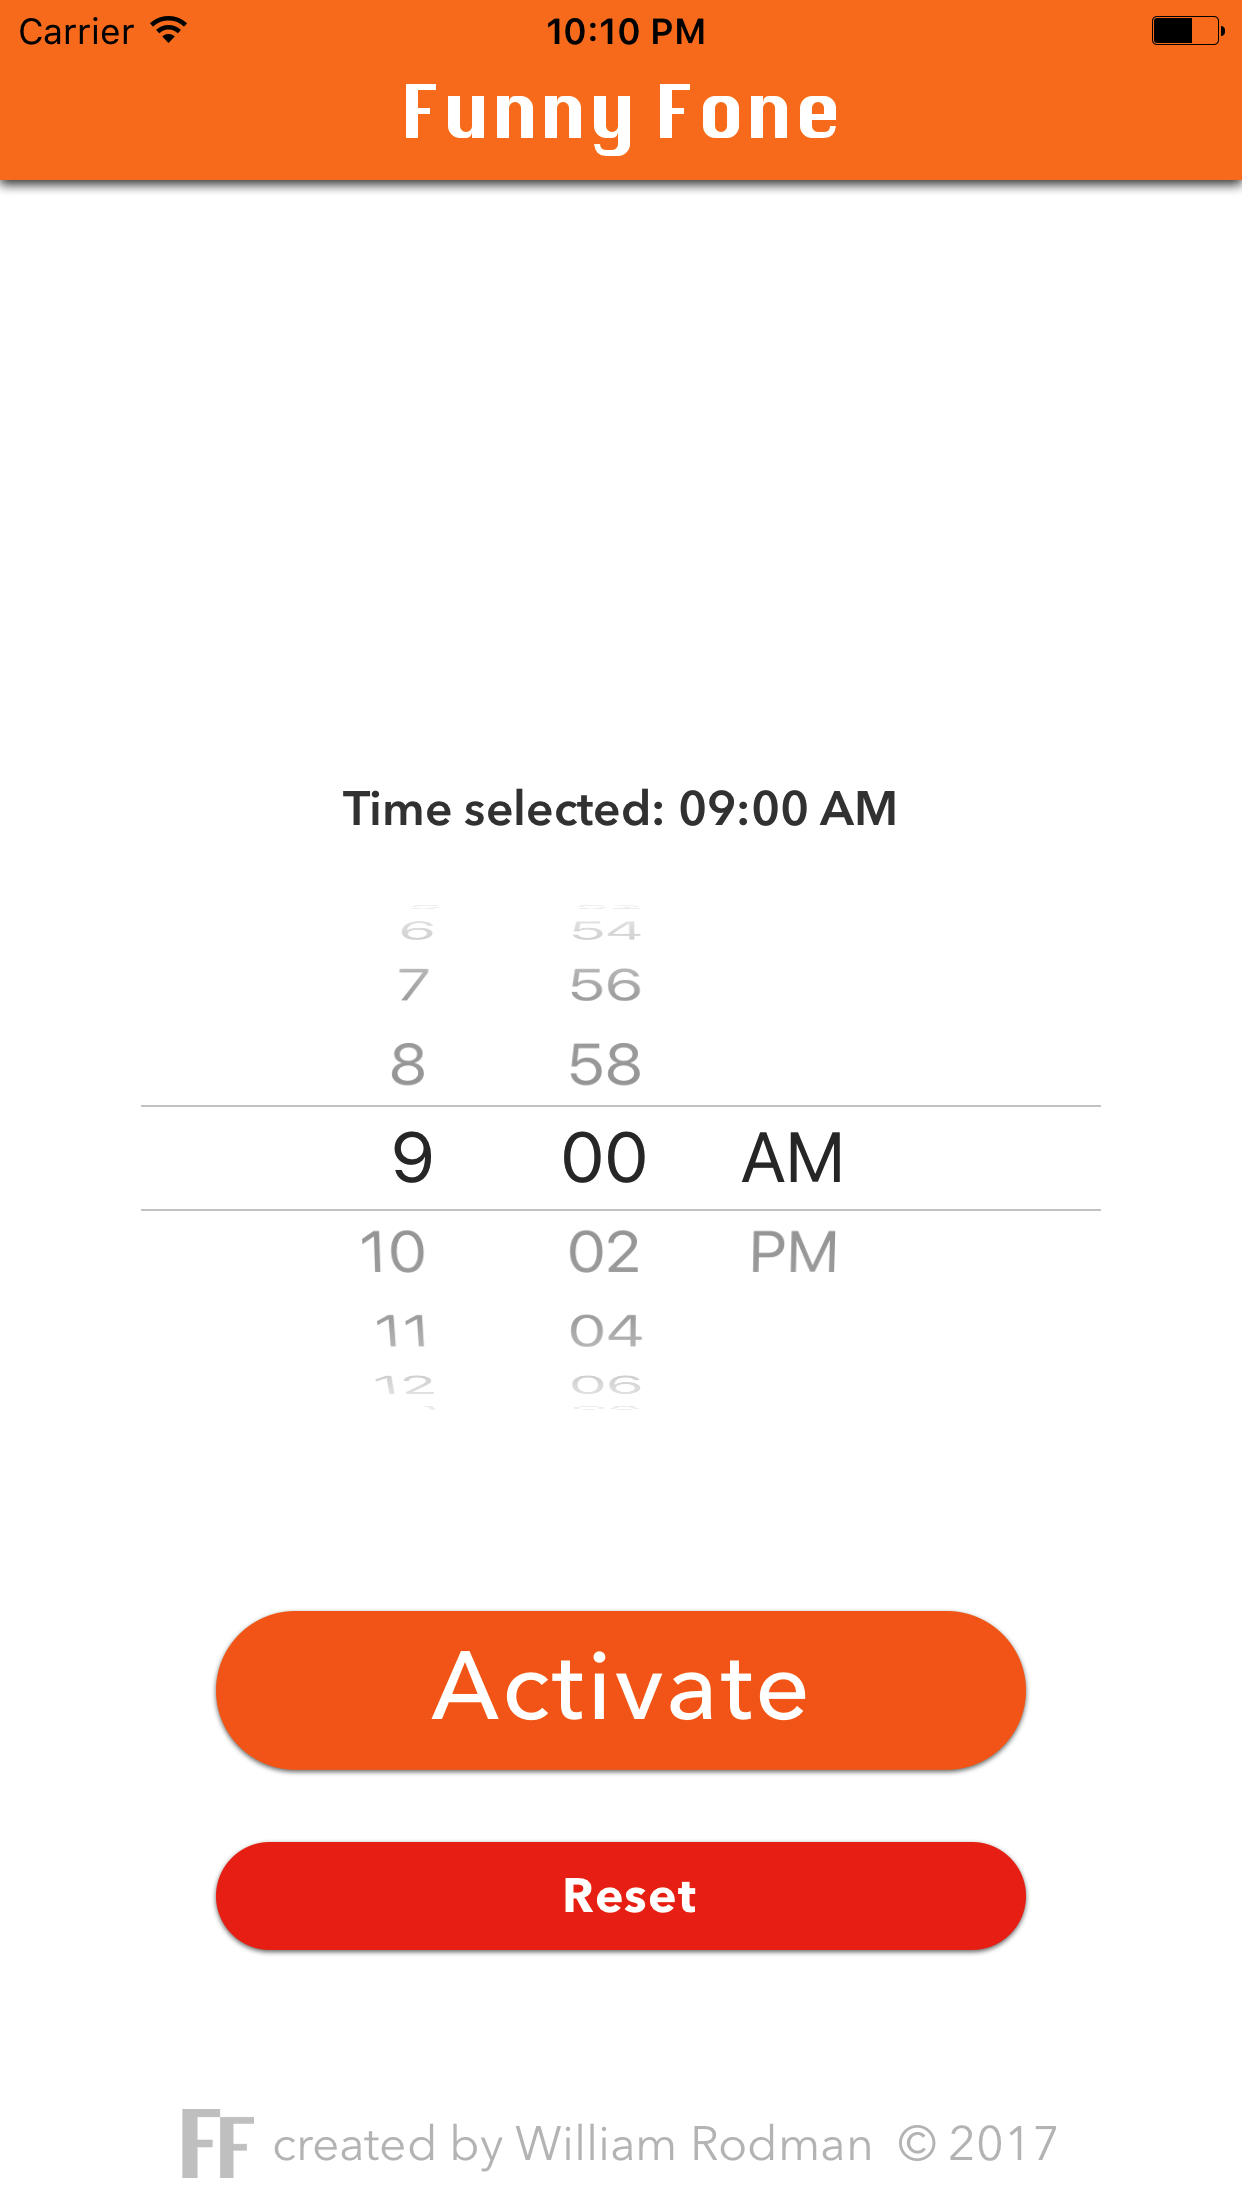 Carrier 10:10 PM
Funny Fone
Time selected: 09:00 AM
6 54
7 56
8 58
9 00 AM
10 02 PM
11 04
12 06
Activate
Reset
FF created by William Rodman © 2017